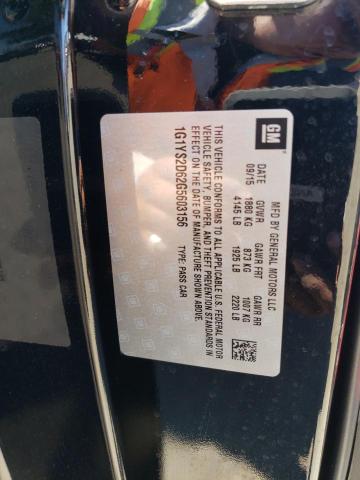 GM
MFD BY GENERAL MOTORS LLC
DATE GVWR GAWR FRT GAWR RR
09/15 1880 KG 873 KG 1007 KG
4145 LB 1925 LB 2220 LB
THIS VEHICLE CONFORMS TO ALL APPLICABLE U.S. FEDERAL MOTOR
VEHICLE SAFETY, BUMPER, AND THEFT PREVENTION STANDARDS IN
EFFECT ON THE DATE OF MANUFACTURE SHOWN ABOVE.
1G1YS2D62G5603156 TYPE: PASS CAR